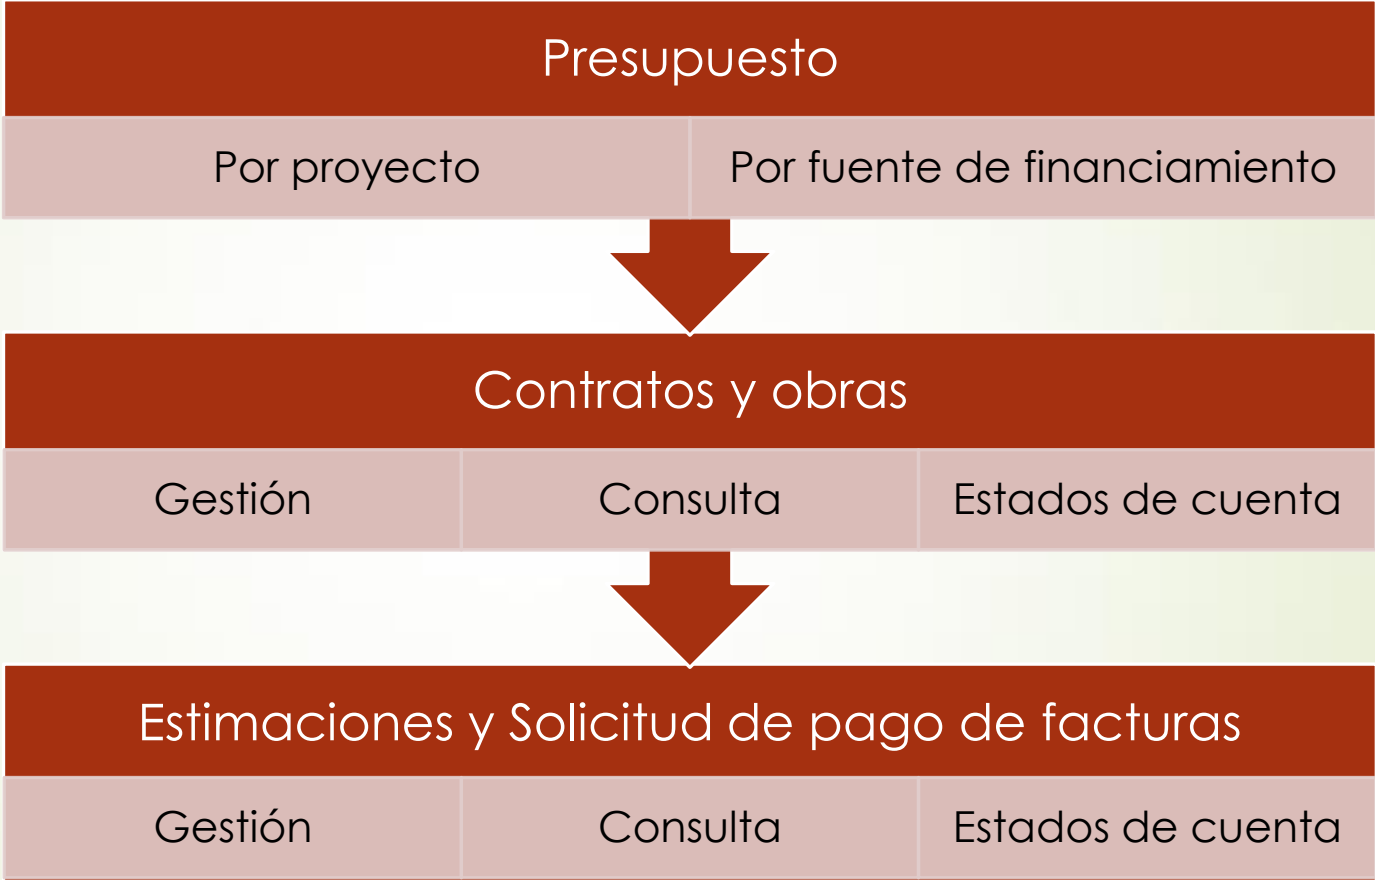 Presupuesto
Por proyecto
Por fuente de financiamiento
Contratos y obras
Gestión
Consulta
Estados de cuenta
Estimaciones y Solicitud de pago de facturas
Gestión
Consulta
Estados de cuenta